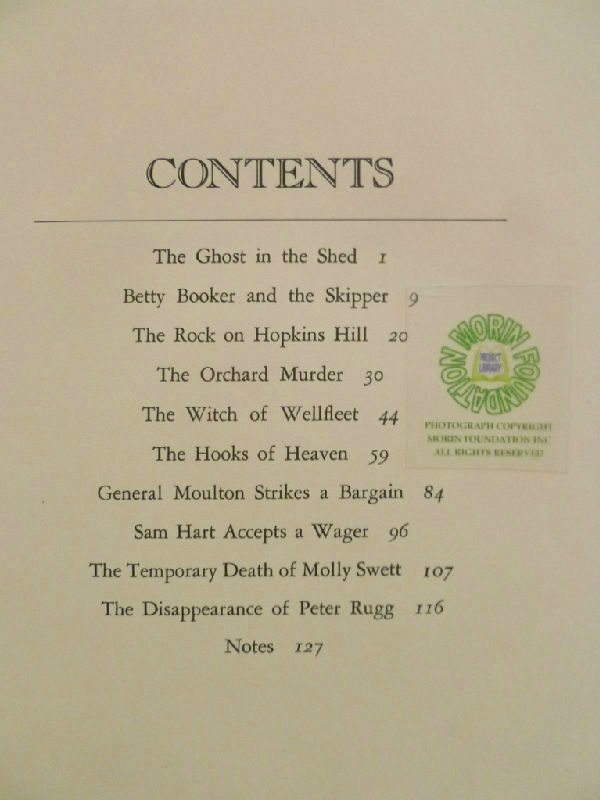 CONTENTS
The Ghost in the Shed 1
Betty Booker and the Skipper 9
The Rock on Hopkins Hill 20
The Orchard Murder 30
The Witch of Wellfleet 44
The Hooks of Heaven 59
General Moulton Strikes a Bargain 84
Sam Hart Accepts a Wager 96
The Temporary Death of Molly Swett 107
The Disappearance of Peter Rugg 116
Notes 127
MORIN FOUNDATION
PROJECT
LIBRARY
PHOTOGRAPH COPYRIGHT
MORIN FOUNDATION INC
ALL RIGHTS RESERVED